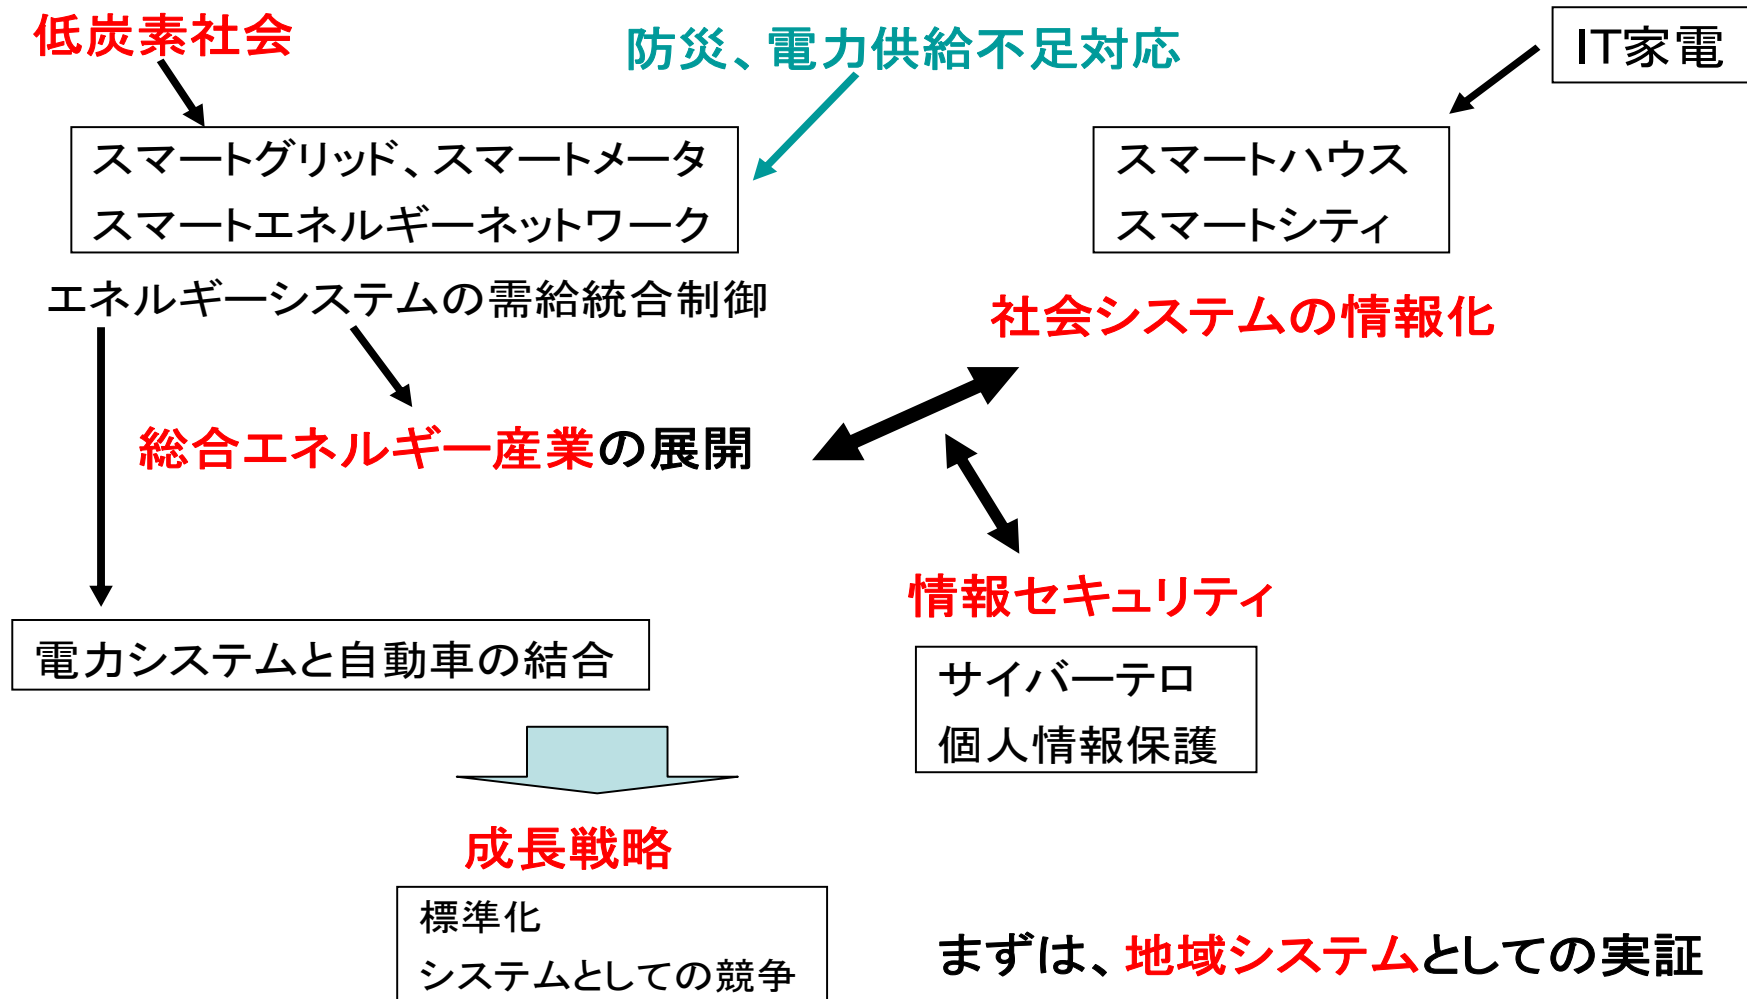 低炭素社会
防災、電力供給不足対応
IT家電
スマートグリッド、スマートメータ
スマートエネルギーネットワーク
スマートハウス
スマートシティ
エネルギーシステムの需給統合制御
社会システムの情報化
総合エネルギー産業の展開
情報セキュリティ
電力システムと自動車の結合
サイバーテロ
個人情報保護
成長戦略
標準化
システムとしての競争
まずは、地域システムとしての実証